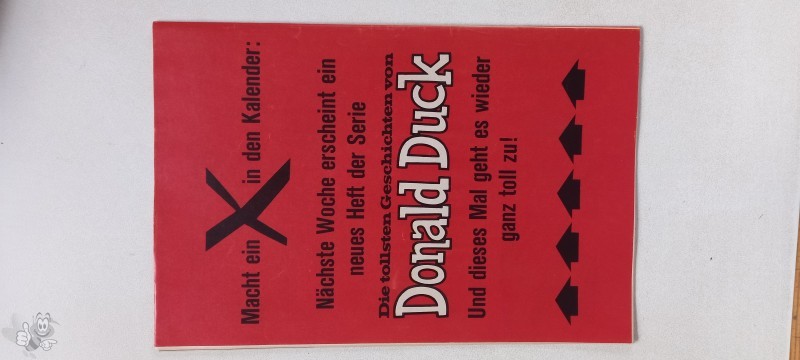 Macht ein X in den Kalender:
Nächste Woche erscheint ein
neues Heft der Serie
Die tollsten Geschichten von
Donald Duck
Und dieses Mal geht es wieder
ganz toll zu!